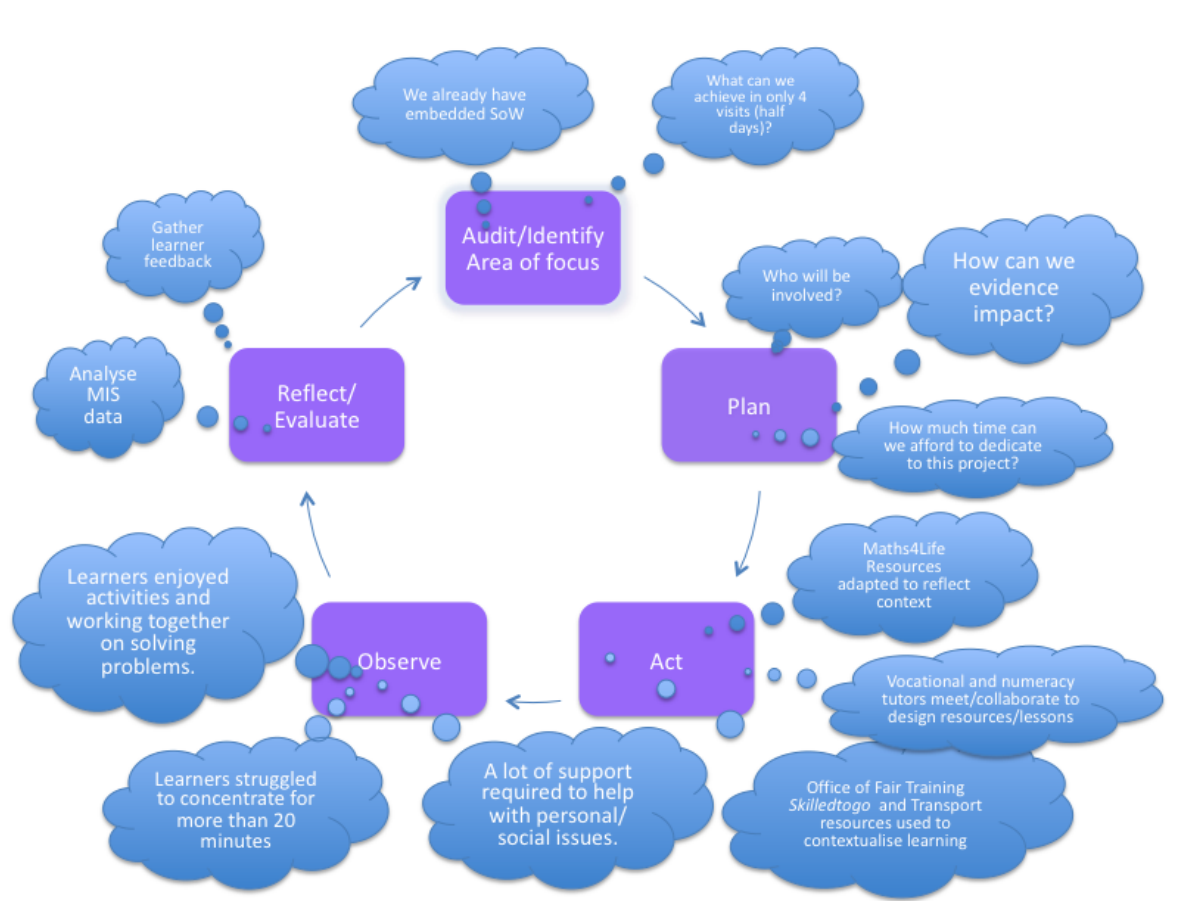 We already have
embedded SoW
What can we
achieve in only 4
visits (half
days)?
Audit/Identify
Area of focus
Gather
learner
feedback
Who will be
involved?
How can we
evidence
impact?
Analyse
MIS
data
Reflect/
Evaluate
Plan
How much time can
we afford to dedicate
to this project?
Maths4Life
Resources
adapted to reflect
context
Learners enjoyed
activities and
working together
on solving
problems.
Observe
Act
Vocational and numeracy
tutors meet/collaborate to
design resources/lessons
Learners struggled
to concentrate for
more than 20
minutes
A lot of support
required to help
with personal/
social issues.
Office of Fair Training
Skilledtogo and Transport
resources used to
contextualise learning